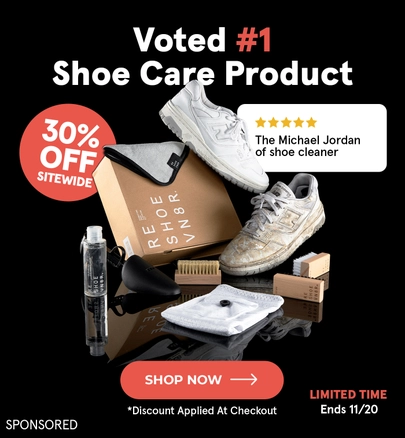 Voted #1
Shoe Care Product
30%
OFF
SITEWIDE
The Michael Jordan
of shoe cleaner
RE
SHOE
VN8R.
SHOP NOW
*Discount Applied At Checkout
LIMITED TIME
Ends 11/20
SPONSORED